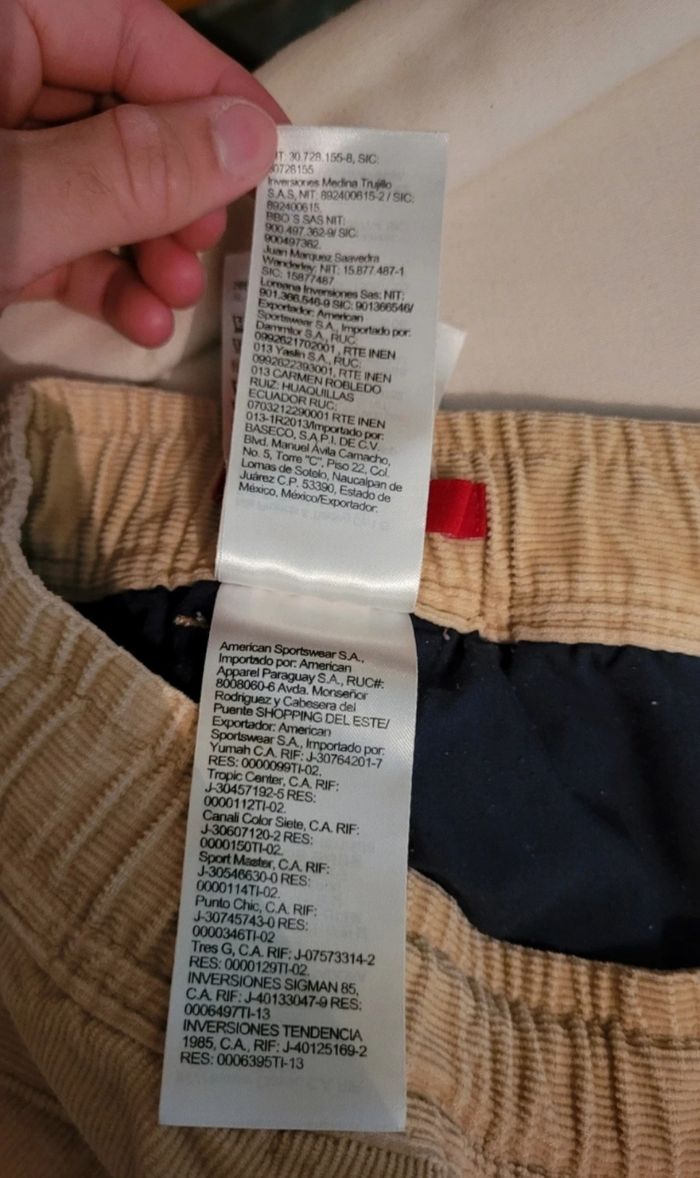 IT: 30.728.155-8, SIC:
30728155
Inversiones Medina Trujillo
S.A.S, NIT: 892400615-2 / SIC:
892400615.
BBO´S SAS NIT:
900.497.362-9/ SIC:
900497362.
Juan Marquez Saavedra
Wanderley; NIT: 15.877.487-1
SIC: 15877487
Loreana Inversiones Sas: NIT:
901.366.546-9 SIC: 901366546/
Exportador: American
Sportswear S.A., Importado por:
Dammtor S.A., RUC:
0992621702001 , RTE INEN
013 Yaslin S.A., RUC:
0992622393001, RTE INEN
013 CARMEN ROBLEDO
RUIZ: HUAQUILLAS
ECUADOR RUC:
0703212290001 RTE INEN
013-1R2013/Importado por:
BASECO, S.A.P.I. DE C.V.
Blvd. Manuel Ávila Camacho,
No. 5, Torre "C", Piso 22, Col.
Lomas de Sotelo, Naucalpan de
Juárez C.P. 53390, Estado de
México, México/Exportador:
American Sportswear S.A.,
Importado por: American
Apparel Paraguay S.A., RUC#:
8008060-6 Avda. Monseñor
Rodriguez y Cabesera del
Puente SHOPPING DEL ESTE/
Exportador: American
Sportswear S.A., Importado por:
Yumah C.A. RIF: J-30764201-7
RES: 0000099TI-02,
Tropic Center, C.A. RIF:
J-30457192-5 RES:
0000112TI-02.
Canali Color Siete, C.A. RIF:
J-30607120-2 RES:
0000150TI-02.
Sport Master, C.A. RIF:
J-30546630-0 RES:
0000114TI-02.
Punto Chic, C.A. RIF:
J-30745743-0 RES:
0000346TI-02
Tres G, C.A. RIF: J-07573314-2
RES: 0000129TI-02.
INVERSIONES SIGMAN 85,
C.A. RIF: J-40133047-9 RES:
0006497TI-13
INVERSIONES TENDENCIA
1985, C.A., RIF: J-40125169-2
RES: 0006395TI-13